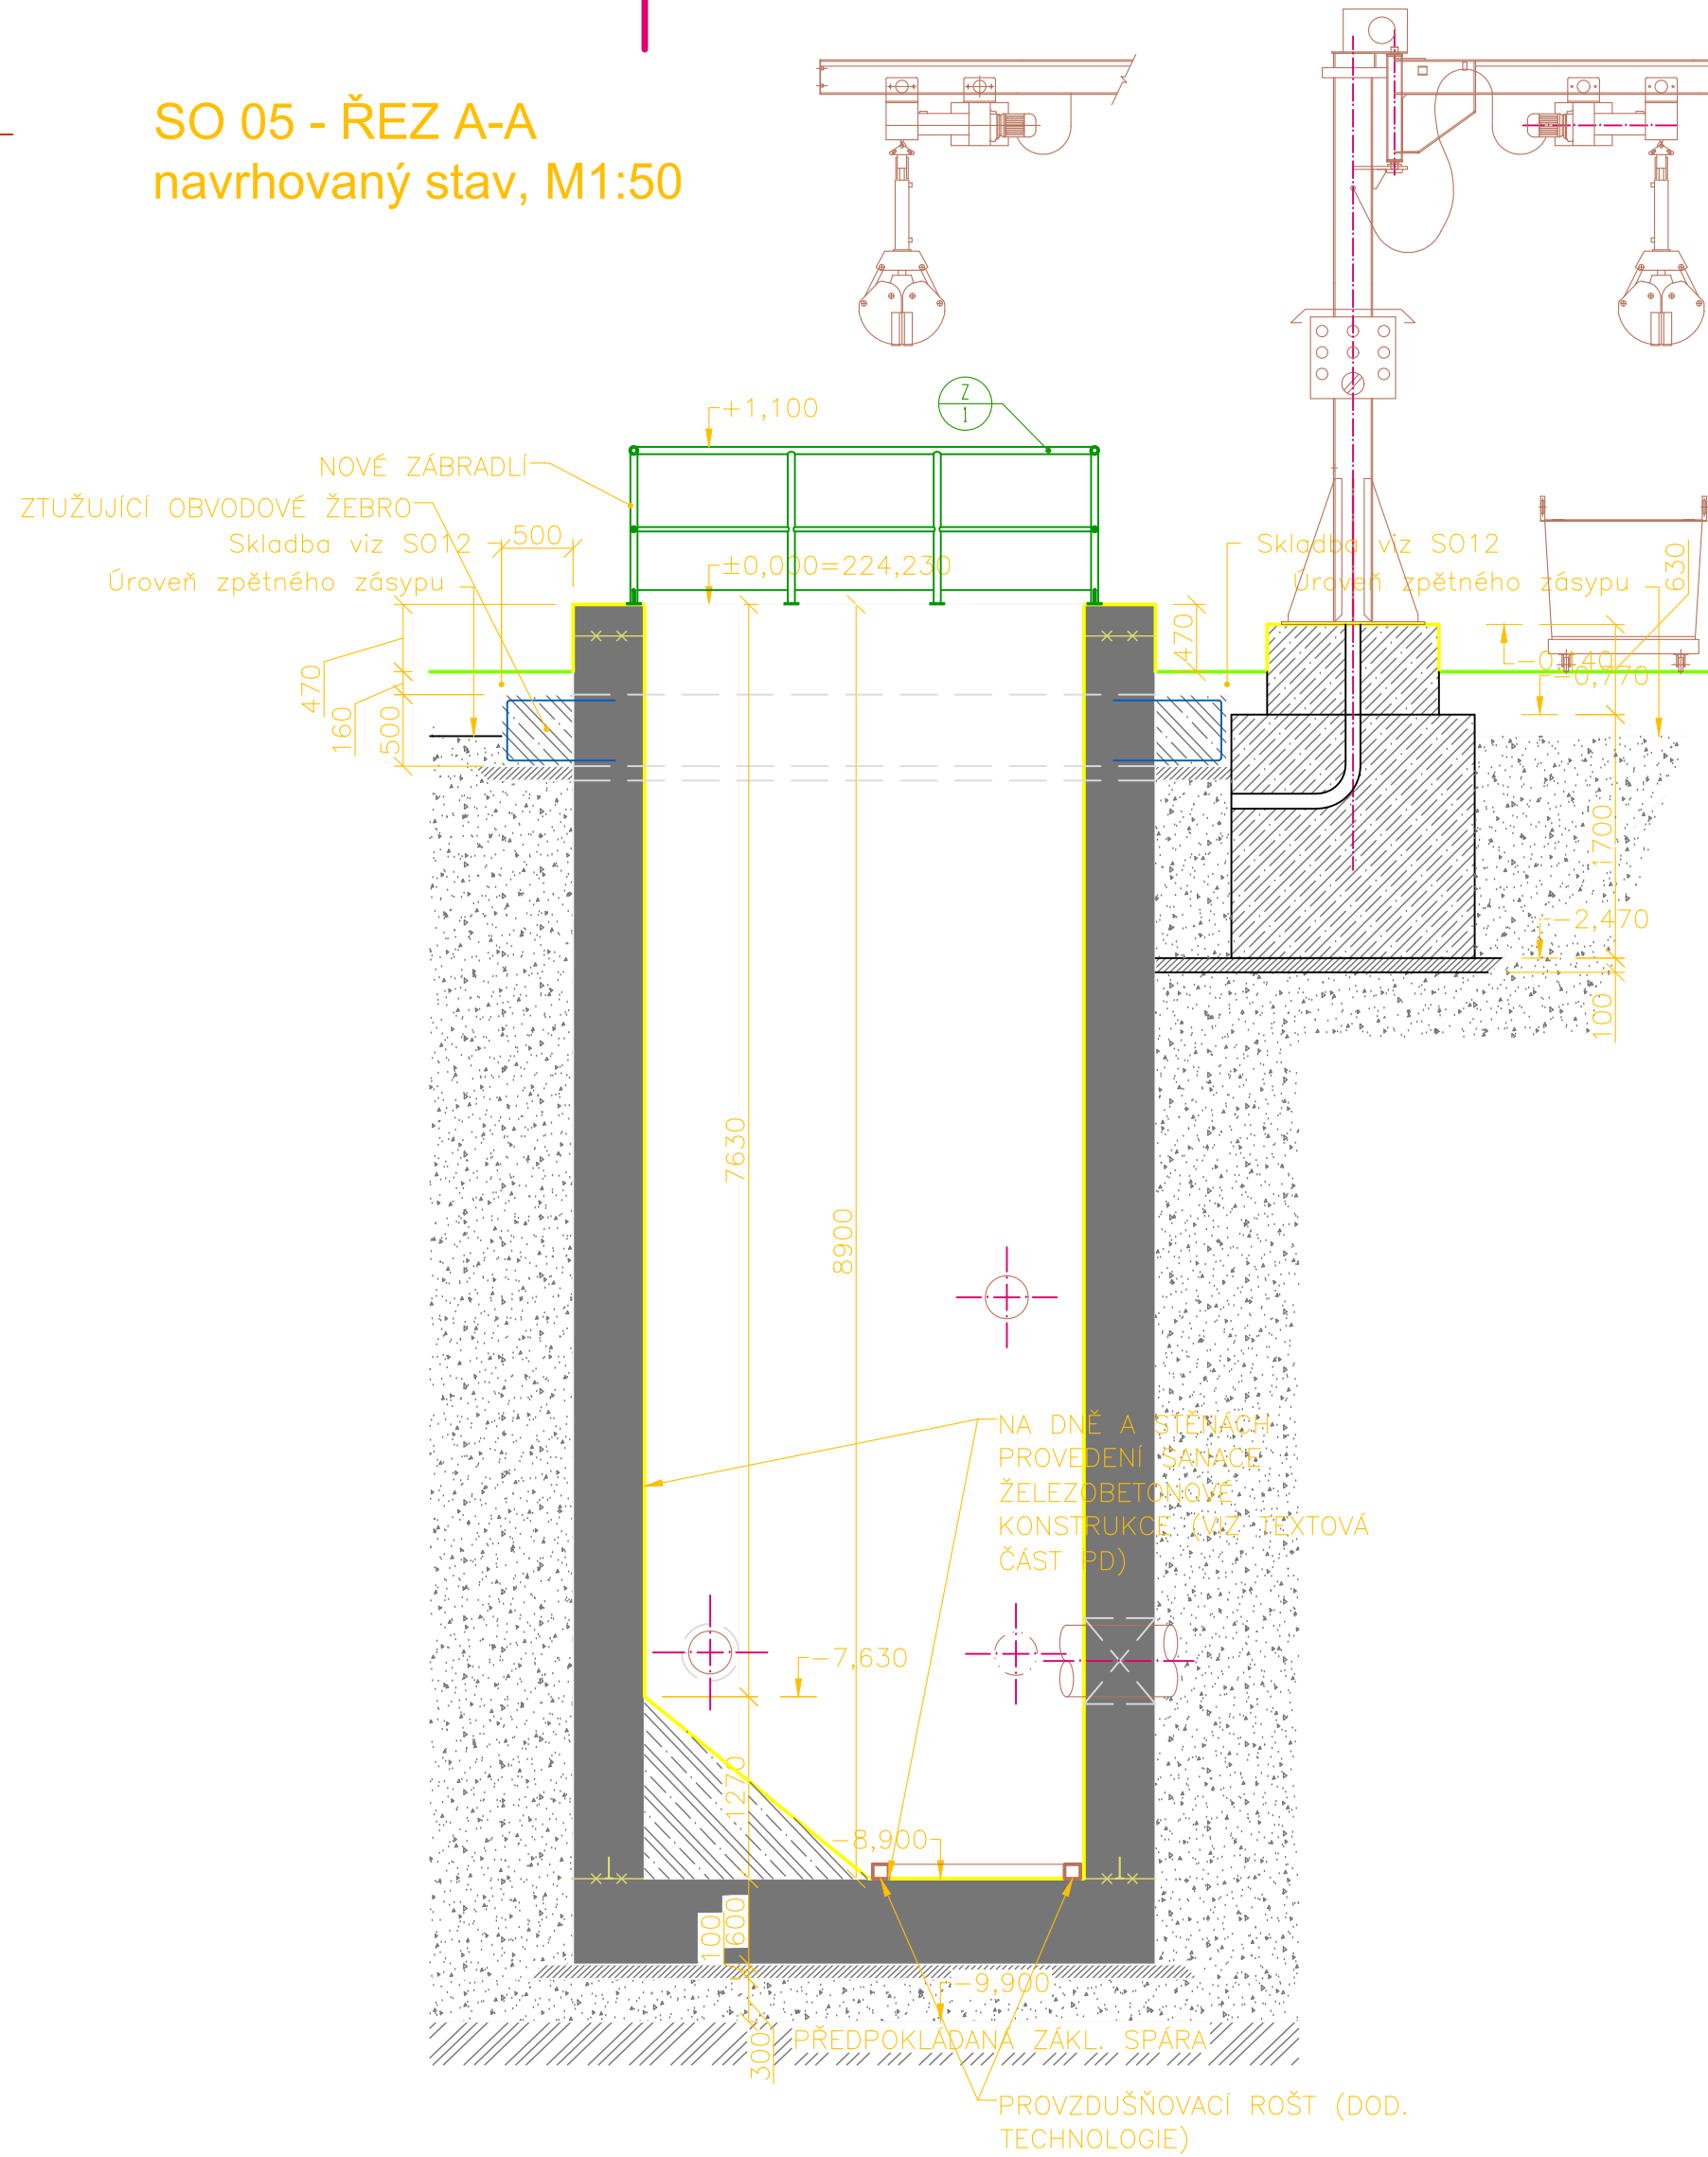 SO 05 - ŘEZ A-A
navrhovaný stav, M1:50
+1,100
Z
1
NOVÉ ZÁBRADLÍ
ZTUŽUJÍCÍ OBVODOVÉ ŽEBRO
Skladba viz SO12
500
Úroveň zpětného zásypu
±0,000=224,230
Skladba viz SO12
Úroveň zpětného zásypu
630
470
470
160
500
-0,140
-0,770
1700
-2,470
100
7630
8900
NA DNĚ A STĚNÁCH
PROVEDENÍ SANACE
ŽELEZOBETONOVÉ
KONSTRUKCE (VIZ TEXTOVÁ
ČÁST PD)
-7,630
1270
-8,900
100
600
-9,900
300
PŘEDPOKLÁDANÁ ZÁKL. SPÁRA
PROVZDUŠŇOVACÍ ROŠT (DOD.
TECHNOLOGIE)